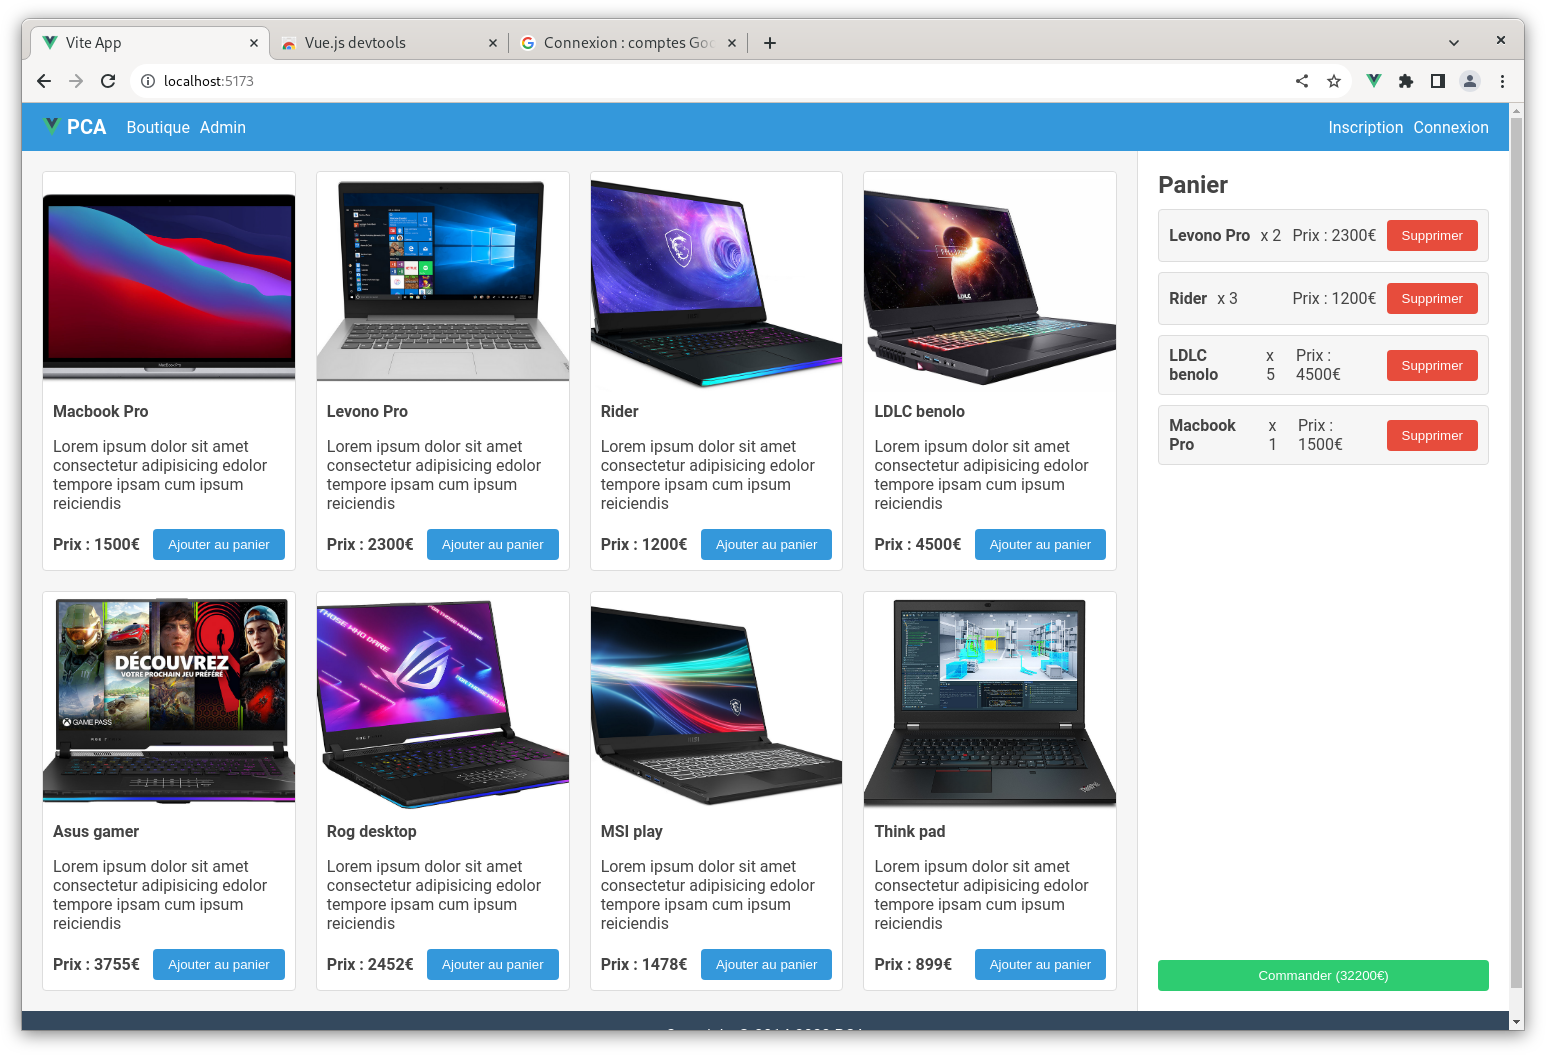 Vite App
Vue.js devtools
Connexion : comptes Goo
localhost:5173
PCA
Boutique
Admin
Inscription
Connexion
Macbook Pro
Lorem ipsum dolor sit amet
consectetur adipisicing edolor
tempore ipsam cum ipsum
reiciendis
Prix : 1500€
Ajouter au panier
Levono Pro
Lorem ipsum dolor sit amet
consectetur adipisicing edolor
tempore ipsam cum ipsum
reiciendis
Prix : 2300€
Ajouter au panier
Rider
Lorem ipsum dolor sit amet
consectetur adipisicing edolor
tempore ipsam cum ipsum
reiciendis
Prix : 1200€
Ajouter au panier
LDLC
LDLC benolo
Lorem ipsum dolor sit amet
consectetur adipisicing edolor
tempore ipsam cum ipsum
reiciendis
Prix : 4500€
Ajouter au panier
DÉCOUVREZ
VOTRE PROCHAIN JEU PRÉFÉRÉ
GAME PASS
Asus gamer
Lorem ipsum dolor sit amet
consectetur adipisicing edolor
tempore ipsam cum ipsum
reiciendis
Prix : 3755€
Ajouter au panier
THOSE WHO DARE
FOR THOSE WHO DARE
Rog desktop
Lorem ipsum dolor sit amet
consectetur adipisicing edolor
tempore ipsam cum ipsum
reiciendis
Prix : 2452€
Ajouter au panier
MSI play
Lorem ipsum dolor sit amet
consectetur adipisicing edolor
tempore ipsam cum ipsum
reiciendis
Prix : 1478€
Ajouter au panier
ThinkPad
Think pad
Lorem ipsum dolor sit amet
consectetur adipisicing edolor
tempore ipsam cum ipsum
reiciendis
Prix : 899€
Ajouter au panier
Panier
Levono Pro x 2 Prix : 2300€ Supprimer
Rider x 3 Prix : 1200€ Supprimer
LDLC benolo x 5 Prix : 4500€ Supprimer
Macbook Pro x 1 Prix : 1500€ Supprimer
Commander (32200€)